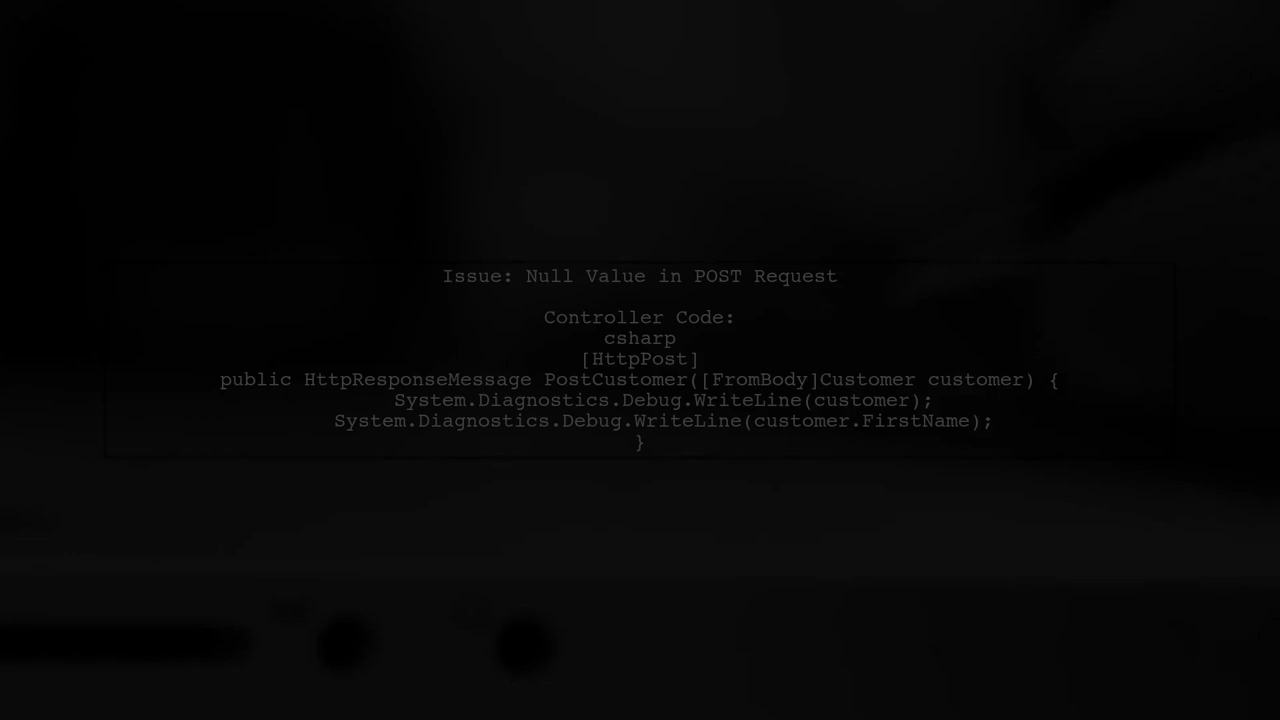 Issue: Null Value in POST Request
Controller Code:
csharp
[HttpPost]
public HttpResponseMessage PostCustomer([FromBody]Customer customer) {
System.Diagnostics.Debug.WriteLine(customer);
System.Diagnostics.Debug.WriteLine(customer.FirstName);
}